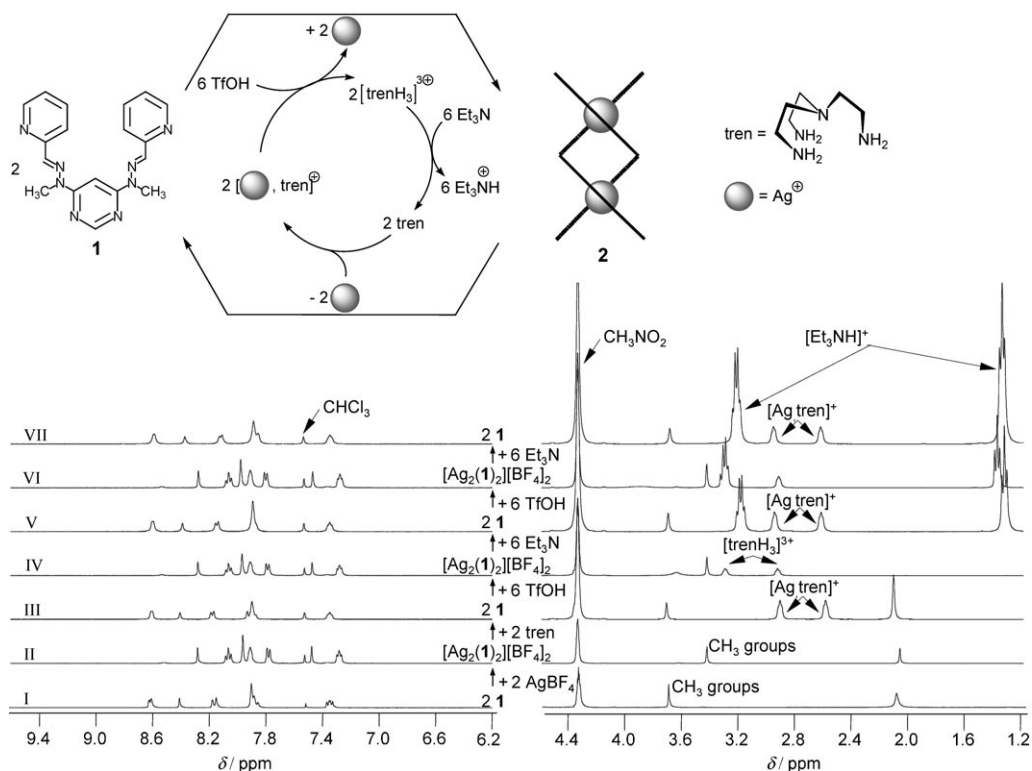 + 2
6 TfOH
2 [trenH₃]³⊕
6 Et₃N
6 Et₃NH⊕
2 [ , tren]⊕
2 tren
- 2
2
N
N
N
N
N
N
H₃C
N
N
CH₃
N
N
1
2
tren =
N
NH₂
NH₂
NH₂
= Ag⊕
CHCl₃
CH₃NO₂
[Et₃NH]⁺
[Ag tren]⁺
VII
2 1
+ 6 Et₃N
VI
[Ag₂(1)₂][BF₄]₂
+ 6 TfOH
V
2 1
[Ag tren]⁺
+ 6 Et₃N
[trenH₃]³⁺
IV
[Ag₂(1)₂][BF₄]₂
+ 6 TfOH
[Ag tren]⁺
III
2 1
+ 2 tren
II
[Ag₂(1)₂][BF₄]₂
CH₃ groups
+ 2 AgBF₄
I
2 1
CH₃ groups
9.4 9.0 8.6 8.2 7.8 7.4 7.0 6.6 6.2
δ / ppm
4.4 4.0 3.6 3.2 2.8 2.4 2.0 1.6 1.2
δ / ppm